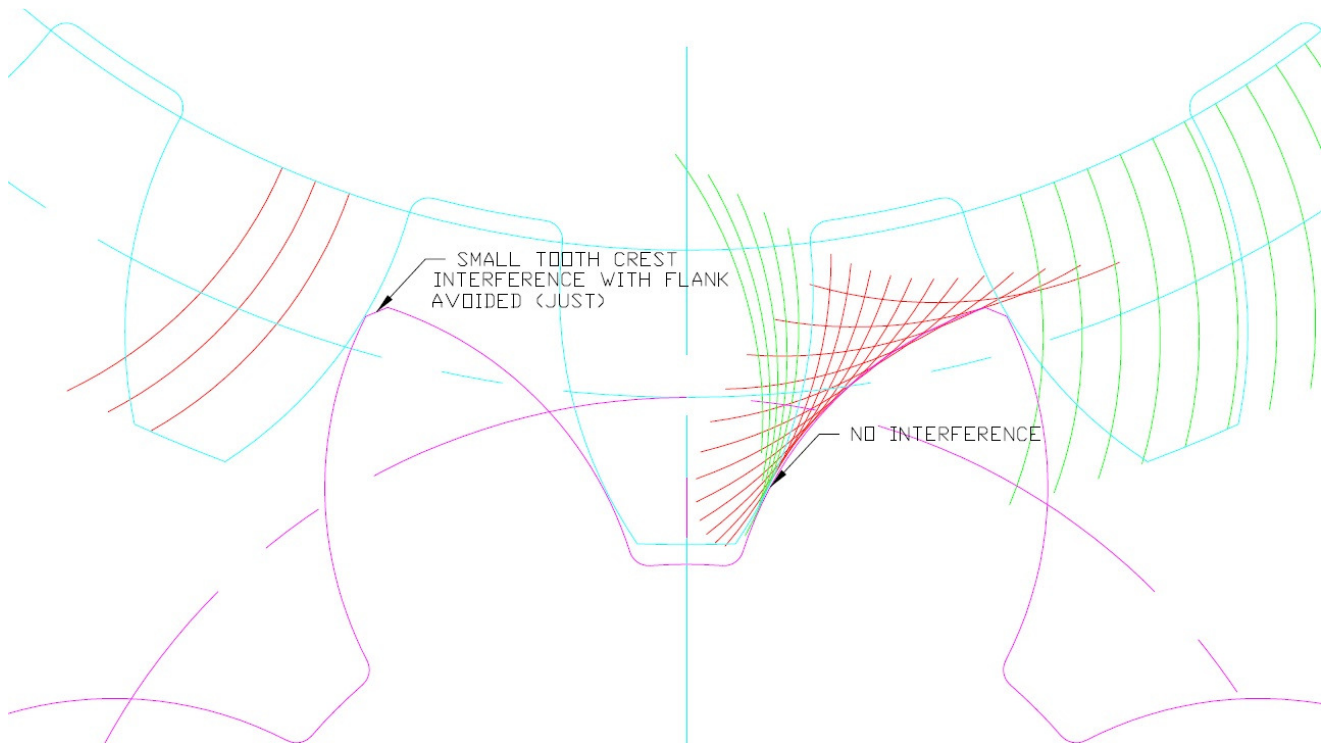 SMALL TOOTH CREST
INTERFERENCE WITH FLANK
AVOIDED (JUST)
NO INTERFERENCE